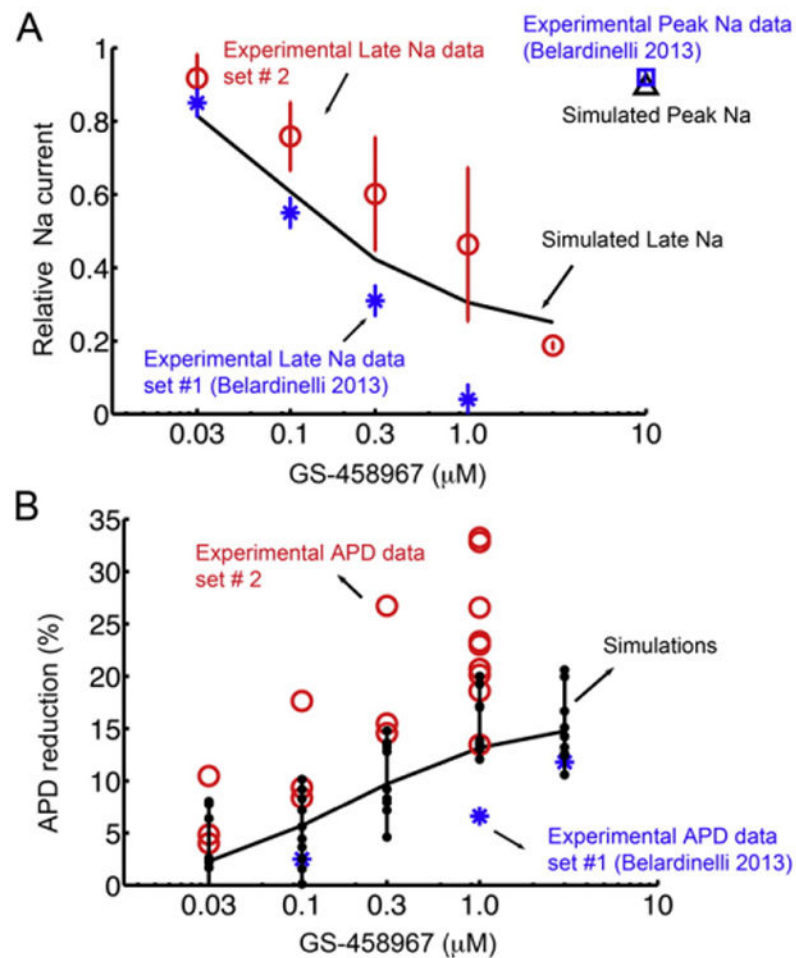 A
Experimental Peak Na data
(Belardinelli 2013)
Experimental Late Na data
set # 2
Simulated Peak Na
1
0.8
0.6
0.4
0.2
0
Relative Na current
Simulated Late Na
Experimental Late Na data
set #1 (Belardinelli 2013)
0.03 0.1 0.3 1.0 10
GS-458967 (μM)
B
35
30
25
20
15
10
5
0
APD reduction (%)
Experimental APD data
set # 2
Simulations
Experimental APD data
set #1 (Belardinelli 2013)
0.03 0.1 0.3 1.0 10
GS-458967 (μM)